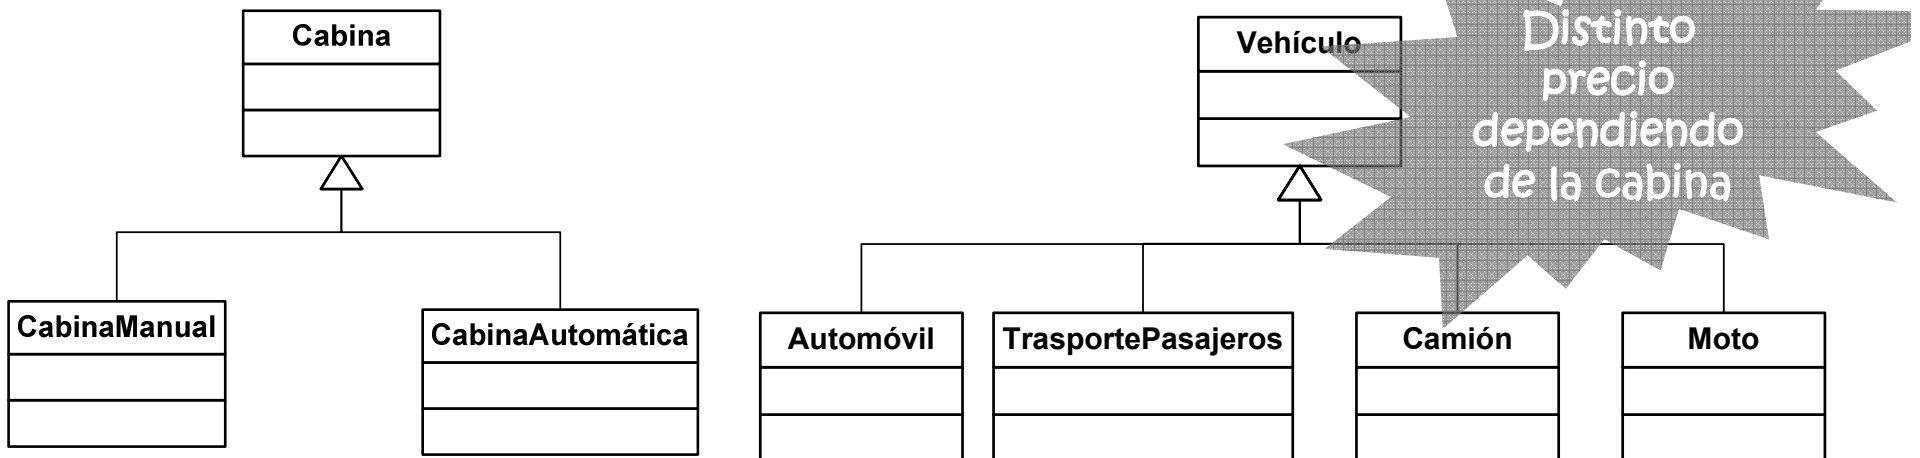 Cabina
Vehículo
Distinto
precio
dependiendo
de la cabina
CabinaManual
CabinaAutomática
Automóvil
TrasportePasajeros
Camión
Moto